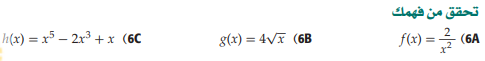 تحقق من فهمك
f(x) = 2/x² (6A g(x) = 4√x (6B h(x) = x⁵ − 2x³ + x (6C